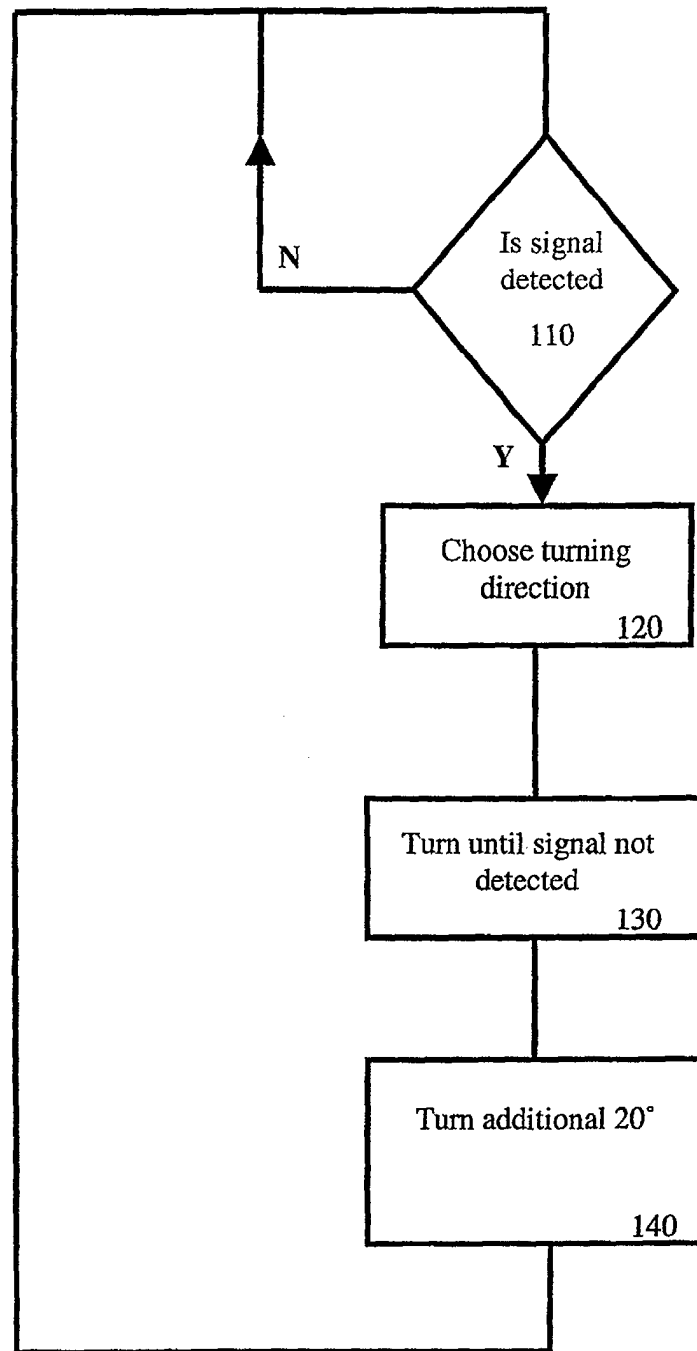 Is signal
detected
110
N
Y
Choose turning
direction
120
Turn until signal not
detected
130
Turn additional 20°
140